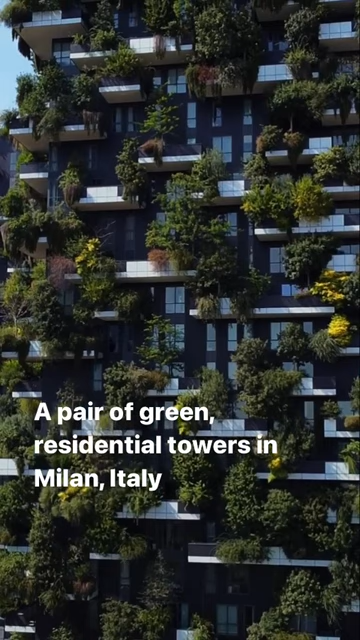 A pair of green,
residential towers in
Milan, Italy